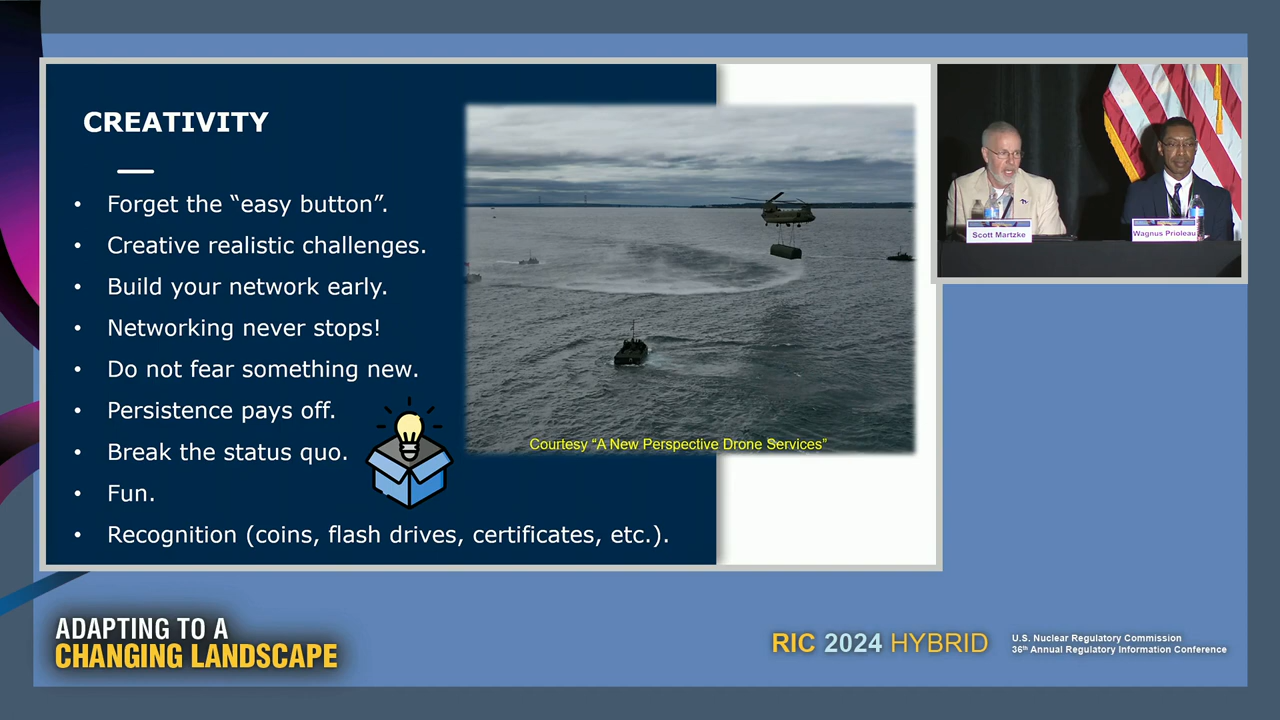 CREATIVITY
• Forget the “easy button”.
• Creative realistic challenges.
• Build your network early.
• Networking never stops!
• Do not fear something new.
• Persistence pays off.
• Break the status quo.
• Fun.
• Recognition (coins, flash drives, certificates, etc.).
Courtesy “A New Perspective Drone Services”
Scott Martzke
Wagnus Prioleau
ADAPTING TO A
CHANGING LANDSCAPE
RIC 2024 HYBRID
U.S. Nuclear Regulatory Commission
36th Annual Regulatory Information Conference